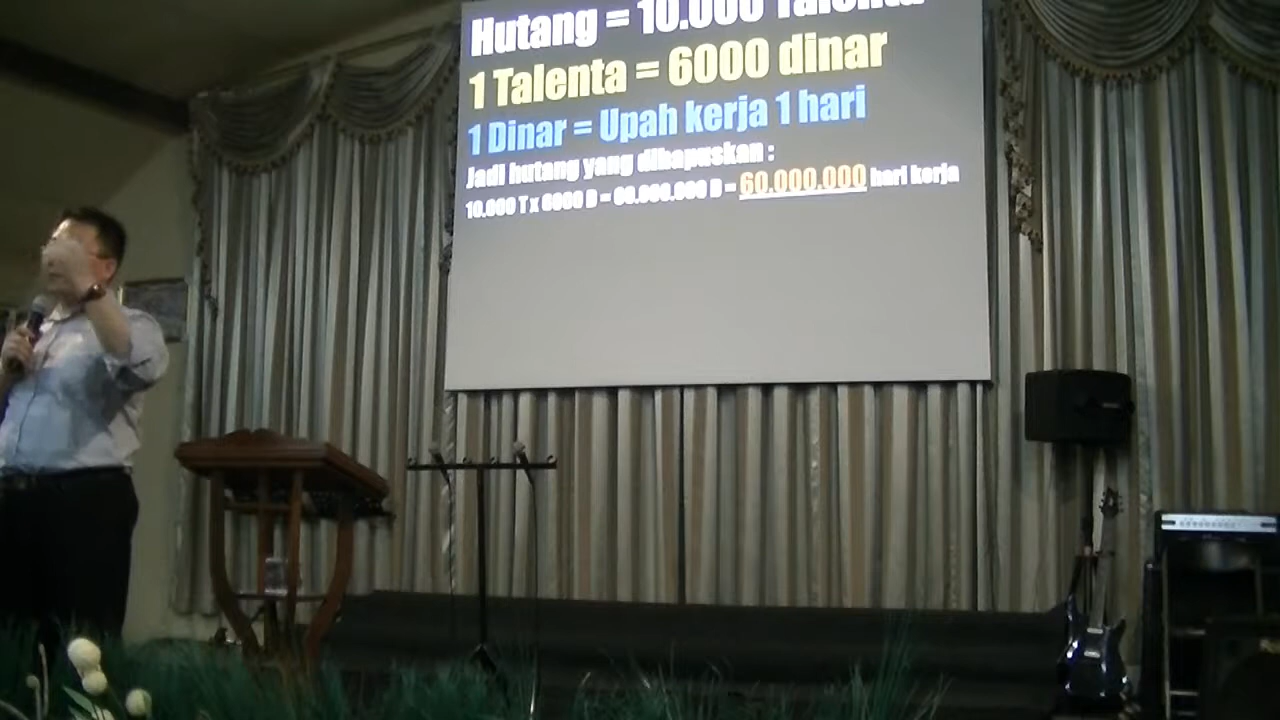 Hutang = 10.000 Talenta
1 Talenta = 6000 dinar
1 Dinar = Upah kerja 1 hari
Jadi hutang yang dihapuskan :
10.000 T x 6000 D = 60.000.000 D = 60.000.000 hari kerja